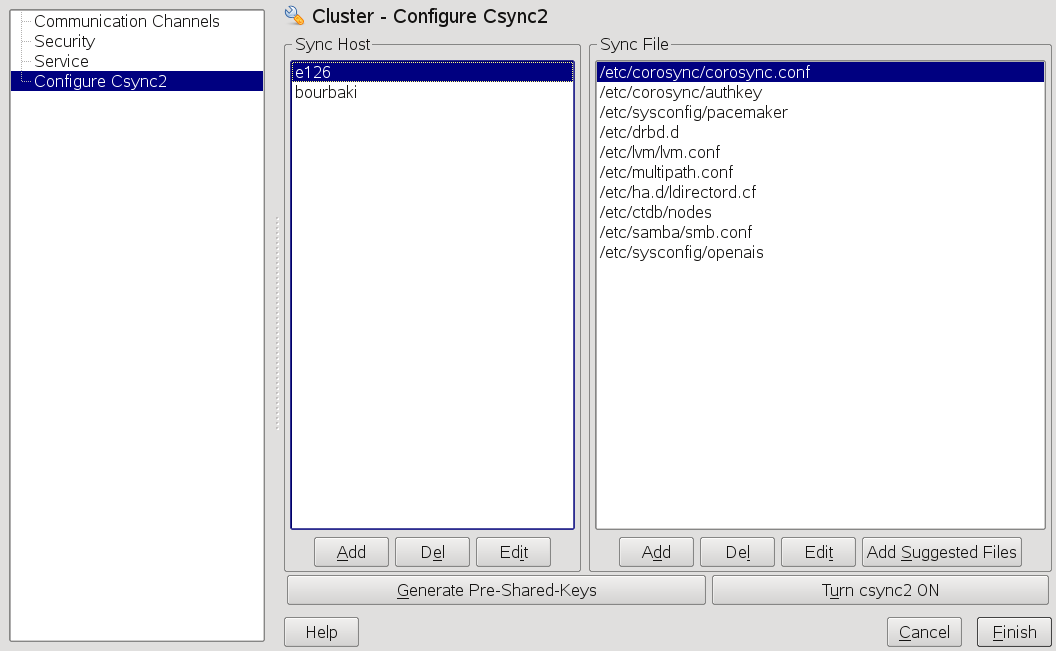 Communication Channels
Security
Service
Configure Csync2
Cluster - Configure Csync2
Sync Host
e126
bourbaki
Add
Del
Edit
Sync File
/etc/corosync/corosync.conf
/etc/corosync/authkey
/etc/sysconfig/pacemaker
/etc/drbd.d
/etc/lvm/lvm.conf
/etc/multipath.conf
/etc/ha.d/ldirectord.cf
/etc/ctdb/nodes
/etc/samba/smb.conf
/etc/sysconfig/openais
Add
Del
Edit
Add Suggested Files
Generate Pre-Shared-Keys
Turn csync2 ON
Help
Cancel
Finish